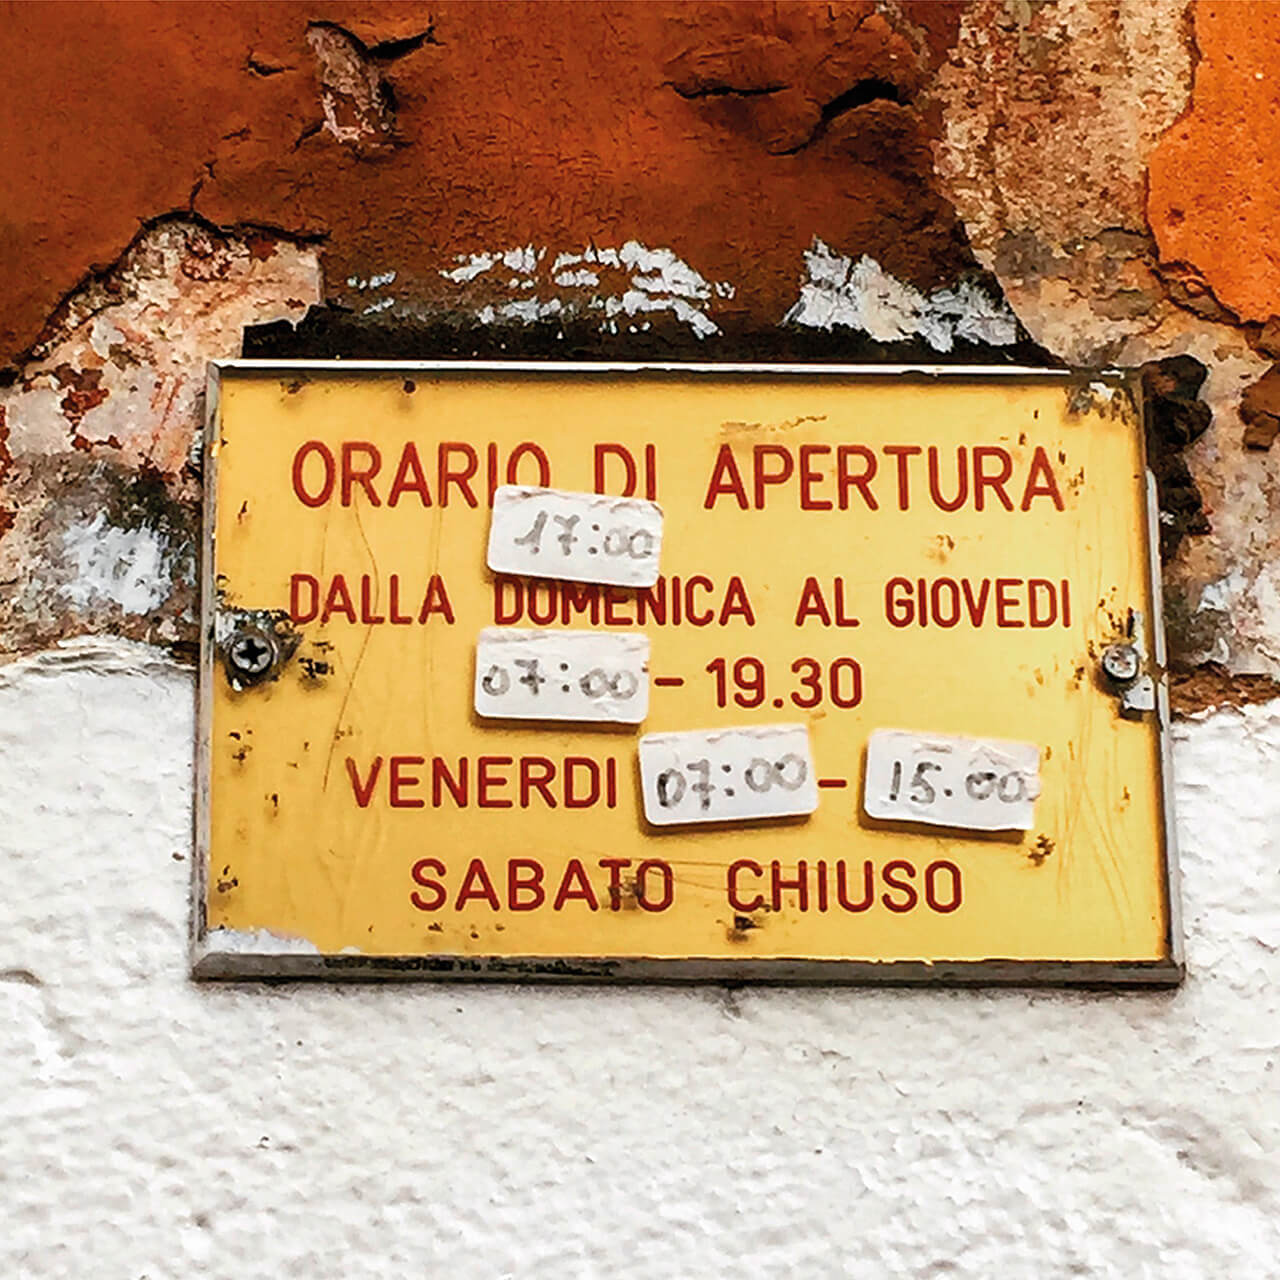 ORARIO DI APERTURA
17:00
DALLA DOMENICA AL GIOVEDI
07:00 - 19.30
VENERDI 07:00 - 15.00
SABATO CHIUSO